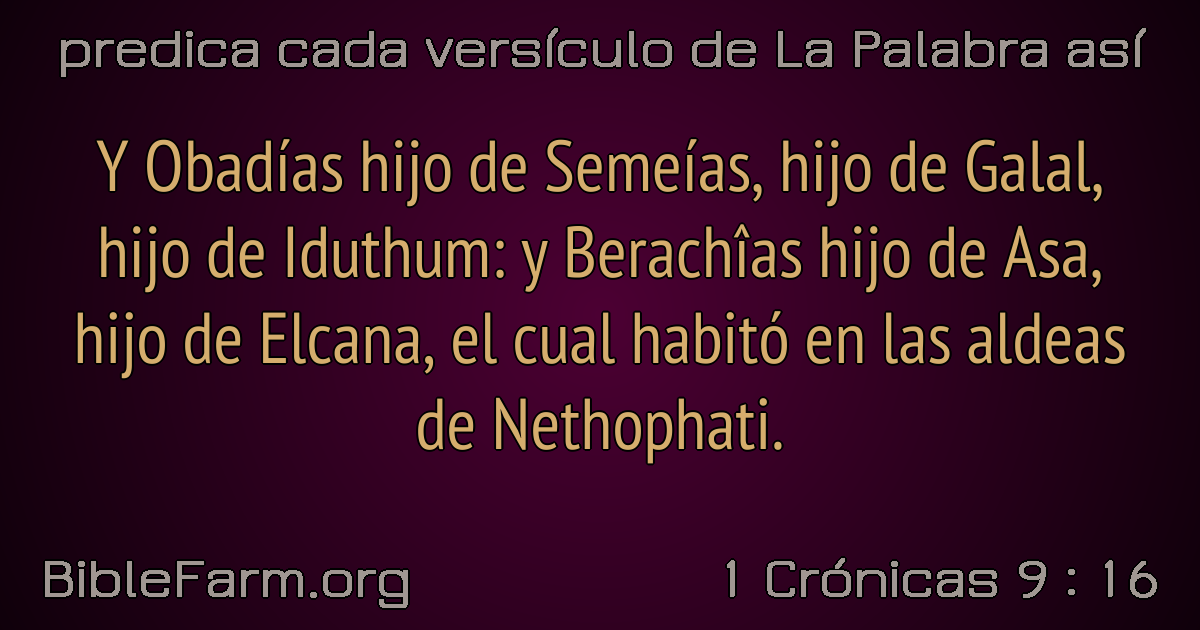 predica cada versículo de La Palabra así
Y Obadías hijo de Semeías, hijo de Galal,
hijo de Iduthum: y Berachîas hijo de Asa,
hijo de Elcana, el cual habitó en las aldeas
de Nethophati.
BibleFarm.org
1 Crónicas 9 : 16